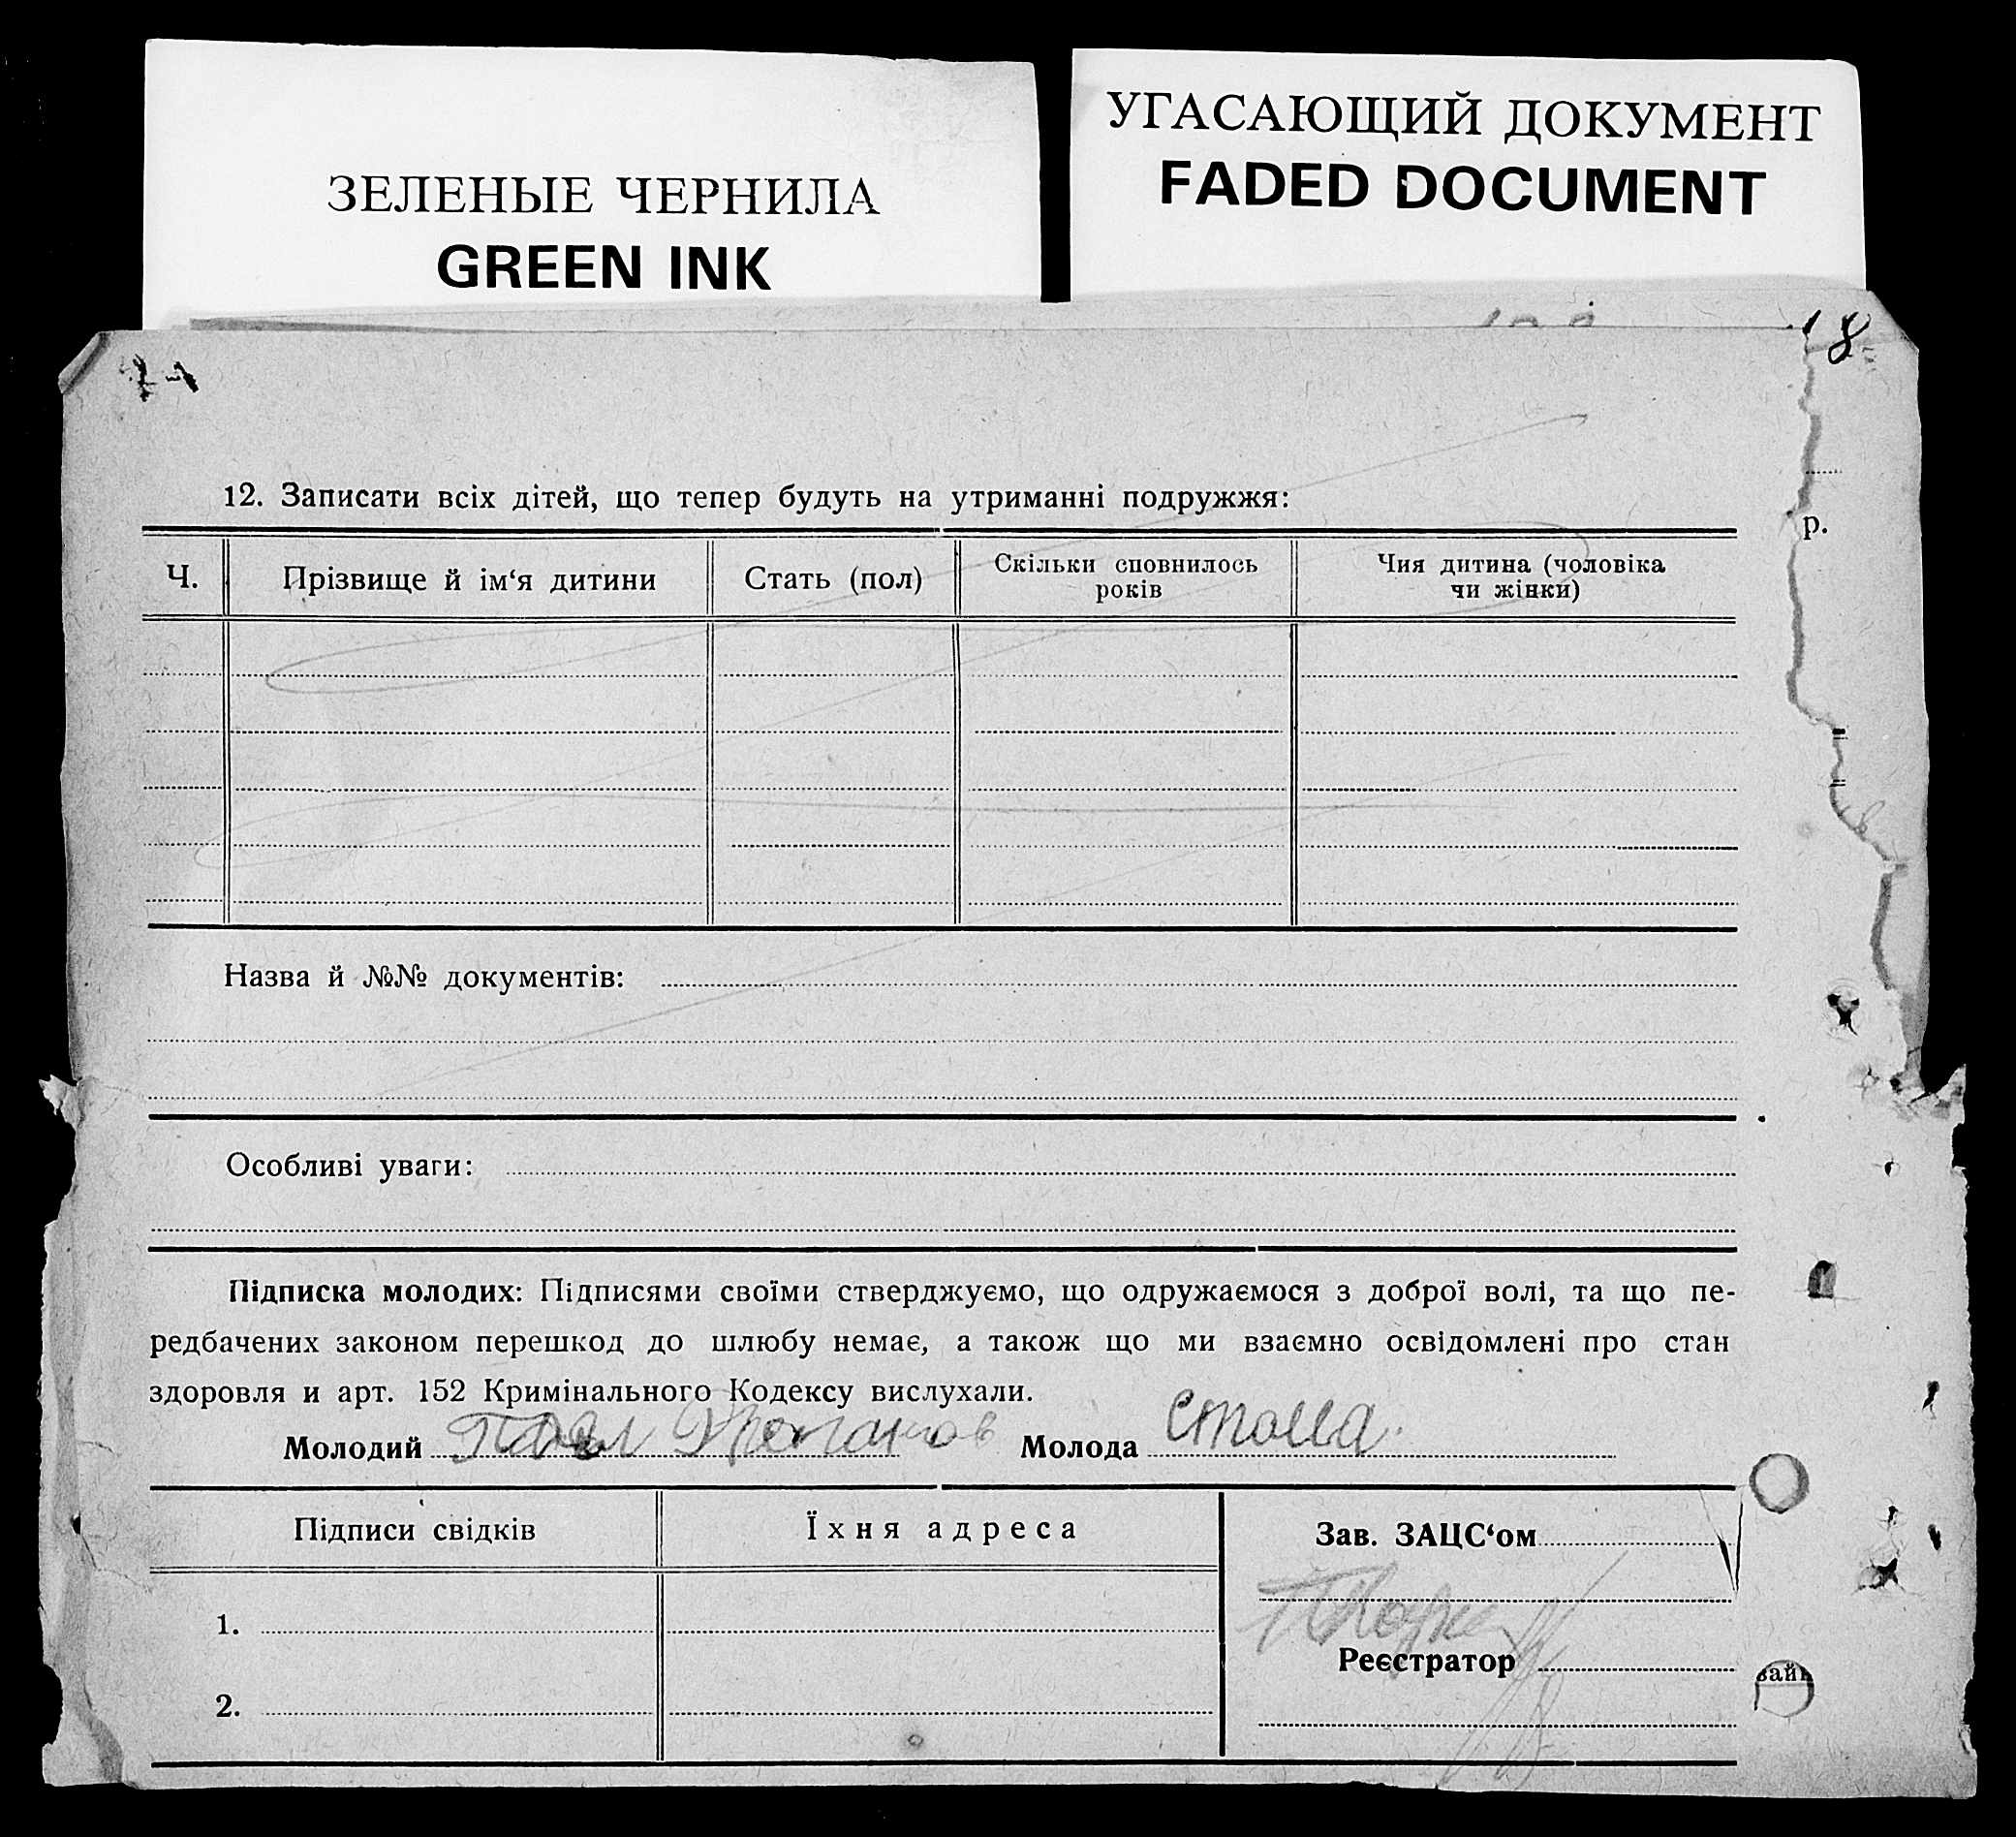 ЗЕЛЕНЫЕ ЧЕРНИЛА
GREEN INK
УГАСАЮЩИЙ ДОКУМЕНТ
FADED DOCUMENT
8
р.
12. Записати всіх дітей, що тепер будуть на утриманні подружжя:
Ч.
Прізвище й ім‘я дитини
Стать (пол)
Скільки сповнилось
років
Чия дитина (чоловіка
чи жінки)
Назва й №№ документів:
Особливі уваги:
Підписка молодих: Підписями своїми стверджуємо, що одружаємося з доброї волі, та що пе-
редбачених законом перешкод до шлюбу немає, а також що ми взаємно освідомлені про стан
здоровля и арт. 152 Кримінального Кодексу вислухали.
Молодий Молода
Підписи свідків
Їхня адреса
Зав. ЗАЦС‘ом
1.
Реєстратор
2.